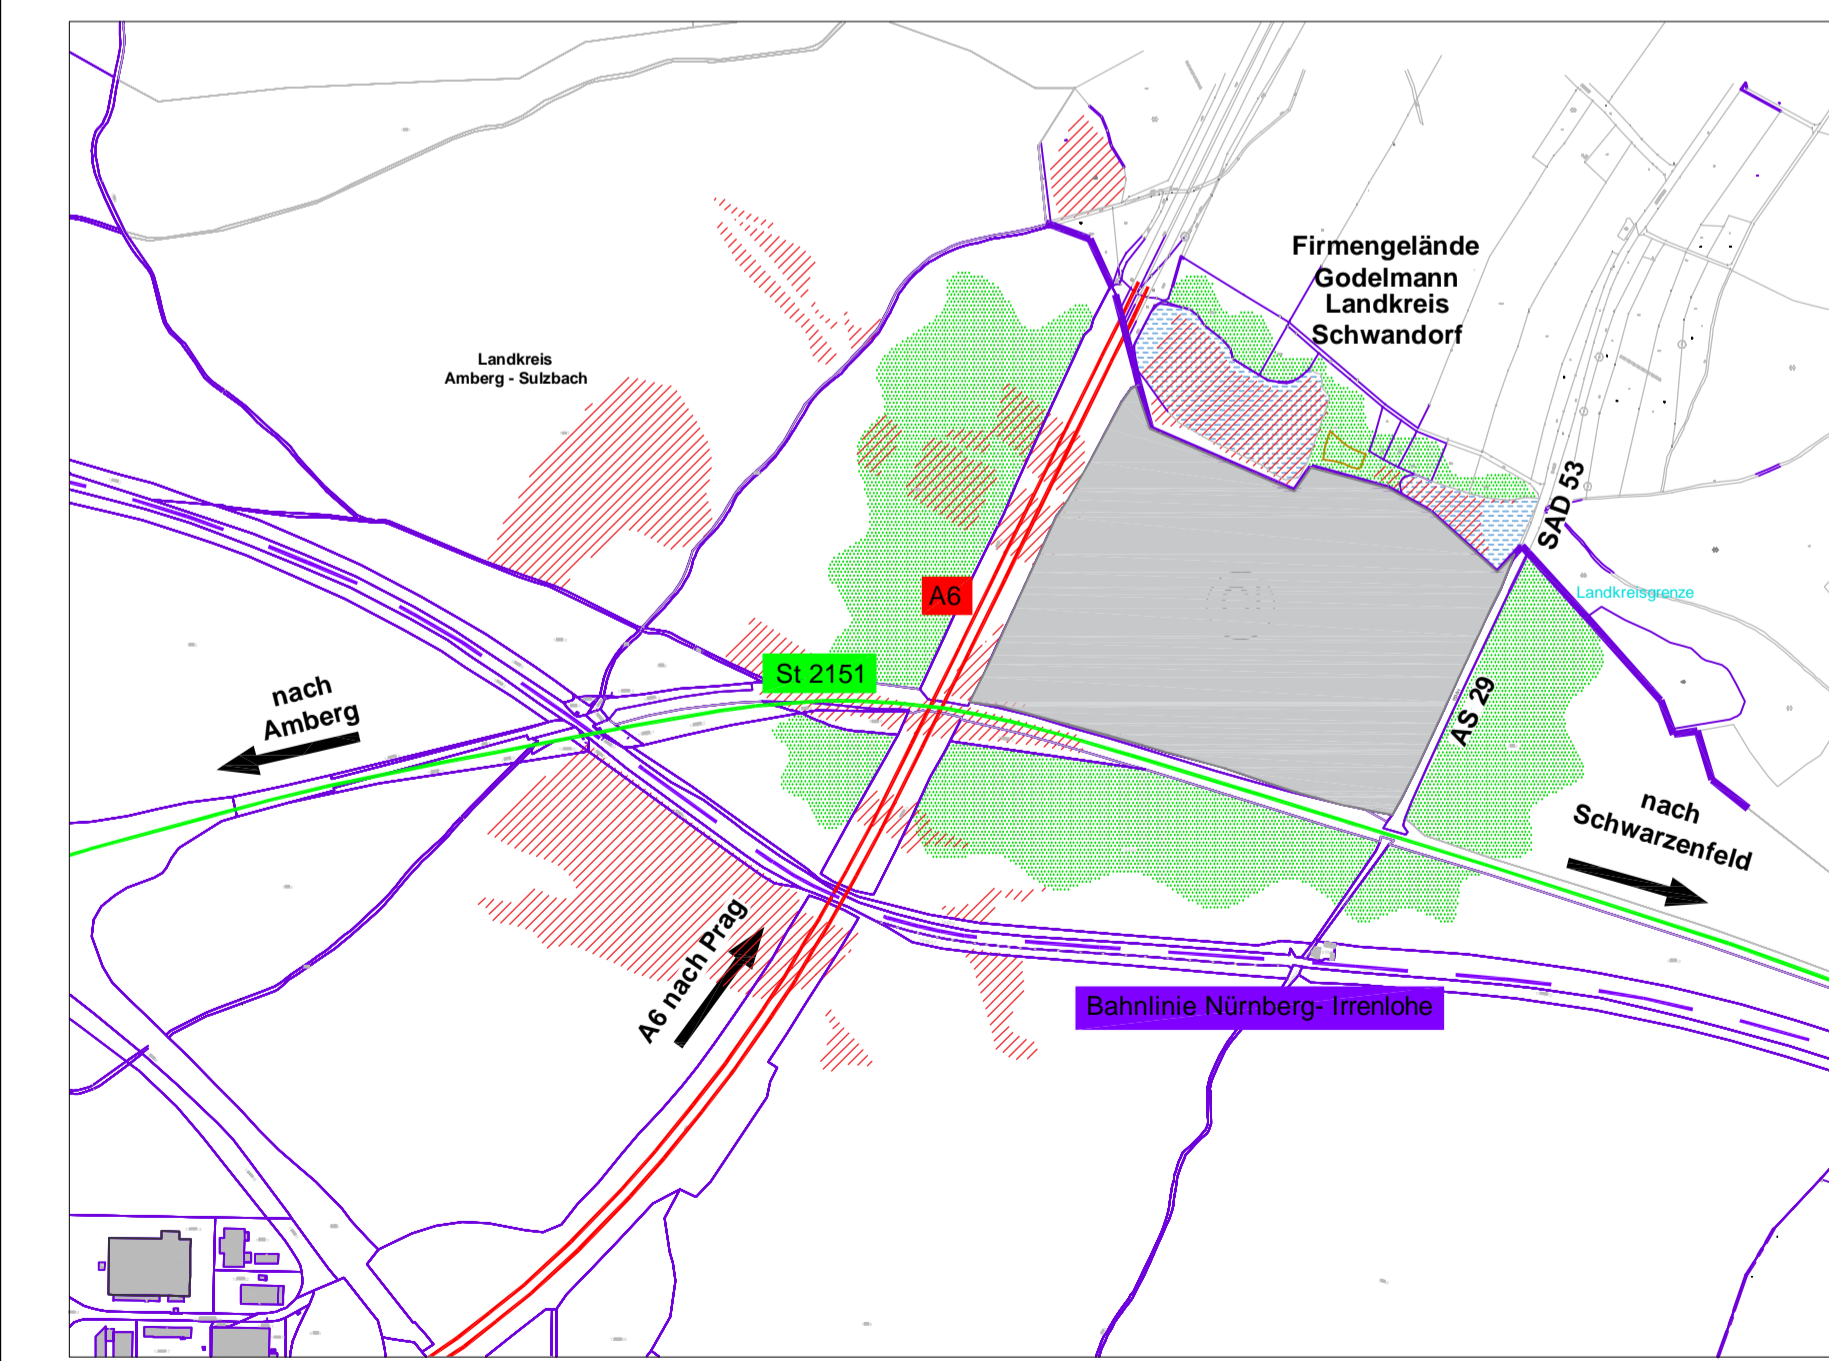 Firmengelände
Godelmann
Landkreis
Schwandorf
Landkreis
Amberg - Sulzbach
SAD 53
A6
Landkreisgrenze
St 2151
nach
Amberg
AS 29
nach
Schwarzenfeld
A6 nach Prag
Bahnlinie Nürnberg- Irrenlohe